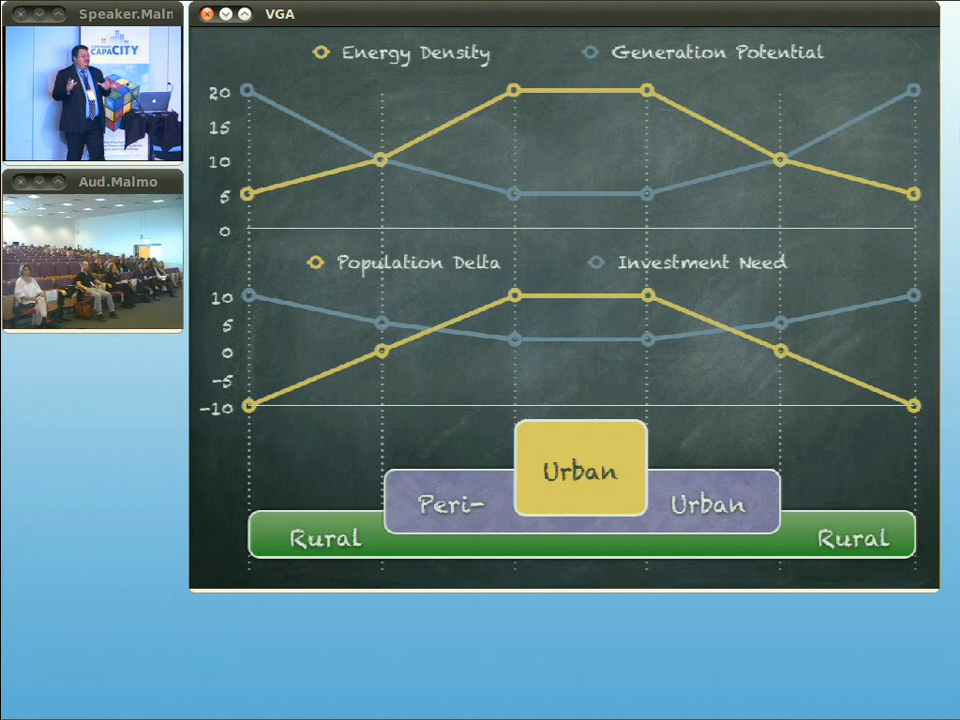 Speaker.Malm
VGA
CAPACITY
Aud.Malmo
Energy Density
Generation Potential
20
15
10
5
0
Population Delta
Investment Need
10
5
0
-5
-10
Urban
Peri-
Urban
Rural
Rural